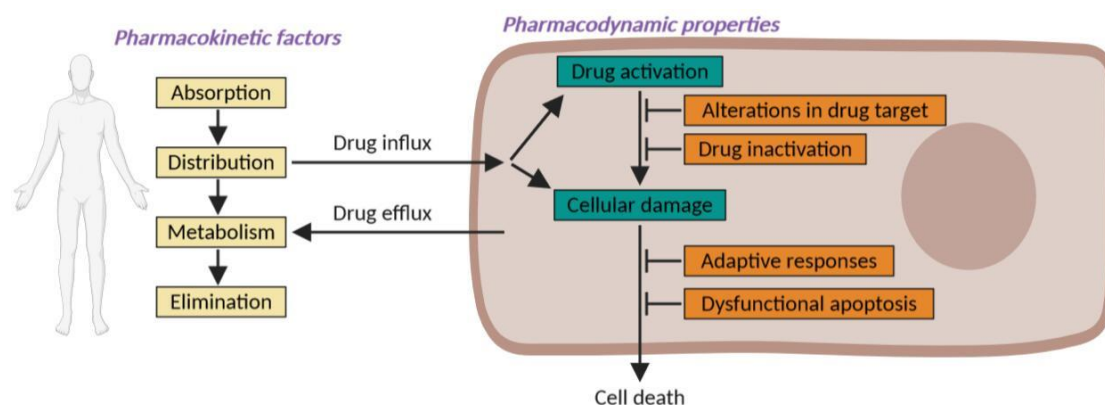 Pharmacokinetic factors
Absorption
Distribution
Metabolism
Elimination
Drug influx
Drug efflux
Pharmacodynamic properties
Drug activation
Alterations in drug target
Drug inactivation
Cellular damage
Adaptive responses
Dysfunctional apoptosis
Cell death